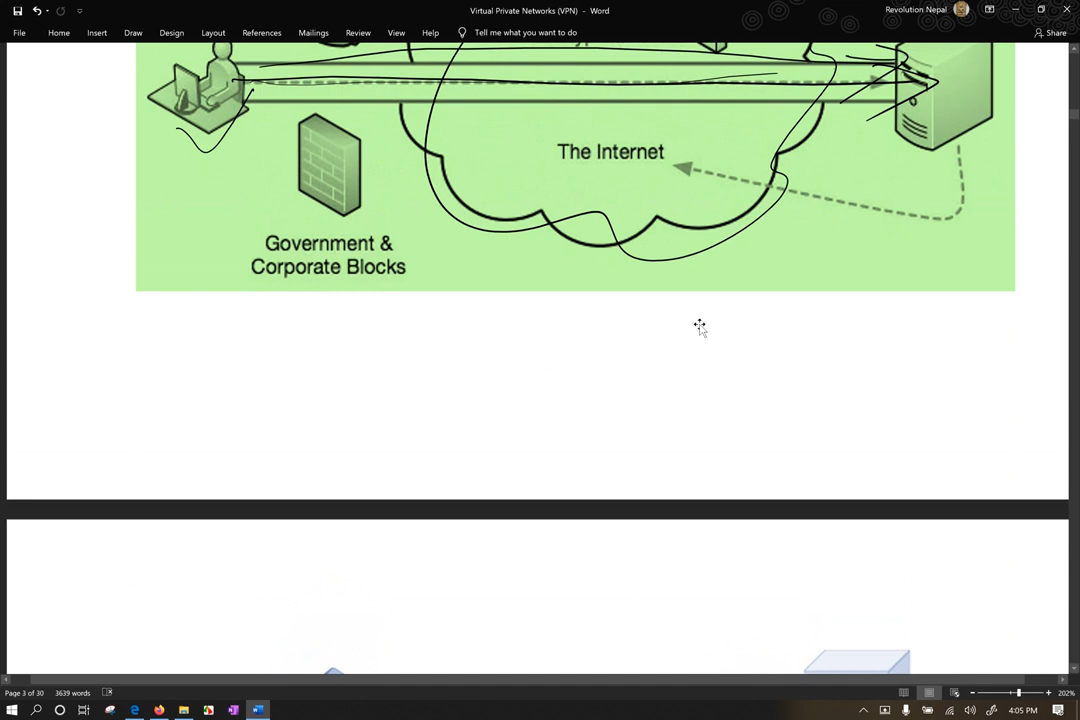 Virtual Private Networks (VPN) - Word
Revolution Nepal
File Home Insert Draw Design Layout References Mailings Review View Help Tell me what you want to do
Share
The Internet
Government &
Corporate Blocks
Page 3 of 30 3639 words
202%
4:05 PM